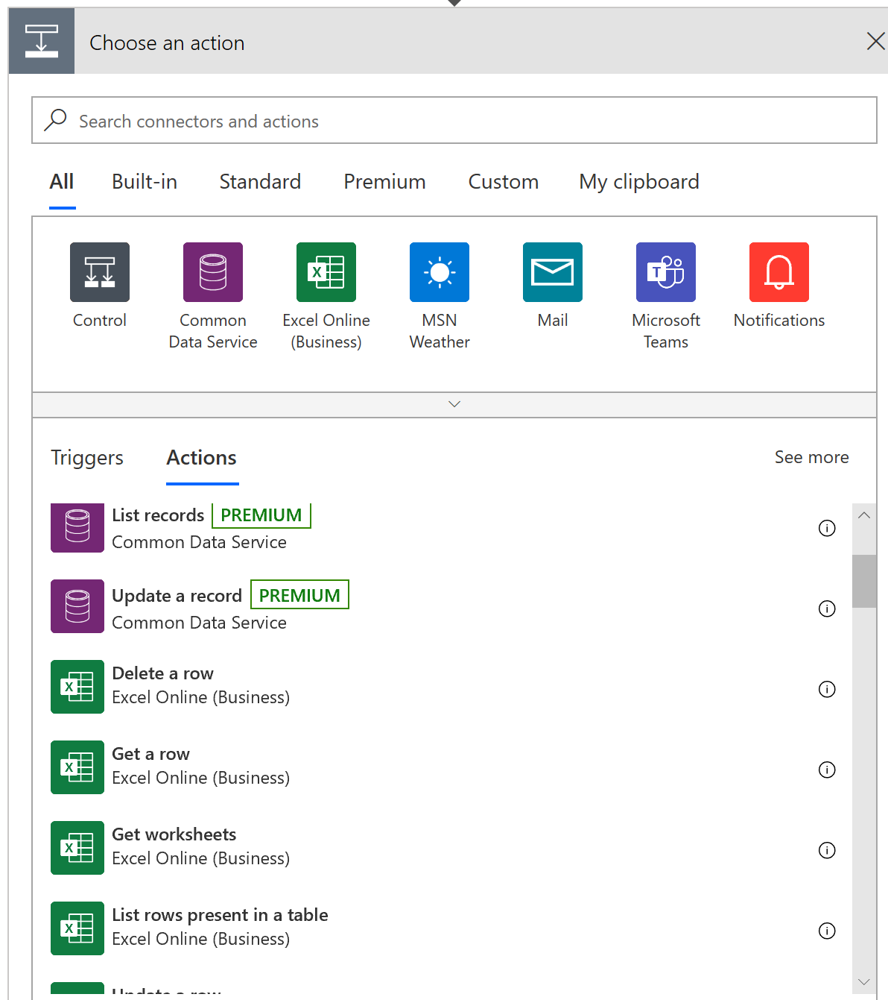 Choose an action
Search connectors and actions
All Built-in Standard Premium Custom My clipboard
Control
Common
Data Service
Excel Online
(Business)
MSN
Weather
Mail
Microsoft
Teams
Notifications
Triggers Actions See more
List records PREMIUM
Common Data Service
Update a record PREMIUM
Common Data Service
Delete a row
Excel Online (Business)
Get a row
Excel Online (Business)
Get worksheets
Excel Online (Business)
List rows present in a table
Excel Online (Business)
Update a row